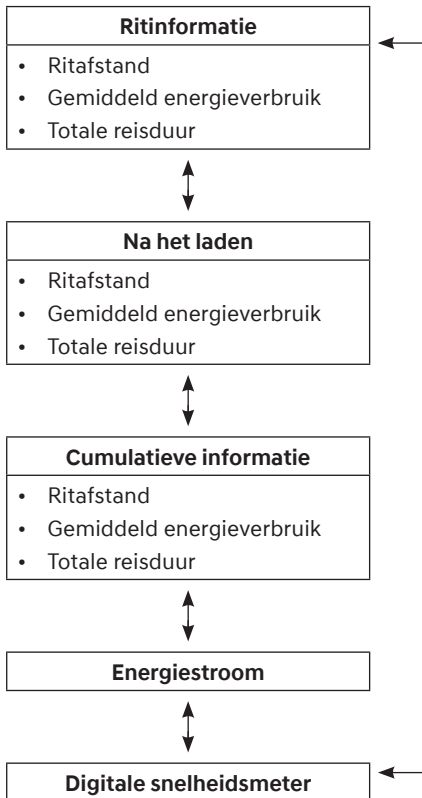 Ritinformatie
• Ritafstand
• Gemiddeld energieverbruik
• Totale reisduur
Na het laden
• Ritafstand
• Gemiddeld energieverbruik
• Totale reisduur
Cumulatieve informatie
• Ritafstand
• Gemiddeld energieverbruik
• Totale reisduur
Energiestroom
Digitale snelheidsmeter